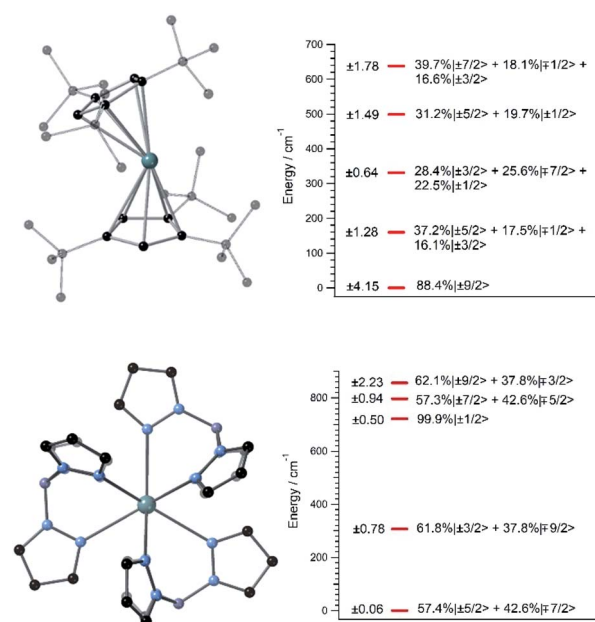 700
600
500
400
300
200
100
0
Energy / cm⁻¹
±1.78 39.7%|±7/2> + 18.1%|∓1/2> +
16.6%|±3/2>
±1.49 31.2%|±5/2> + 19.7%|±1/2>
±0.64 28.4%|±3/2> + 25.6%|∓7/2> +
22.5%|±1/2>
±1.28 37.2%|±5/2> + 17.5%|∓1/2> +
16.1%|±3/2>
±4.15 88.4%|±9/2>
800
600
400
200
0
Energy / cm⁻¹
±2.23 62.1%|±9/2> + 37.8%|∓3/2>
±0.94 57.3%|±7/2> + 42.6%|∓5/2>
±0.50 99.9%|±1/2>
±0.78 61.8%|±3/2> + 37.8%|∓9/2>
±0.06 57.4%|±5/2> + 42.6%|∓7/2>